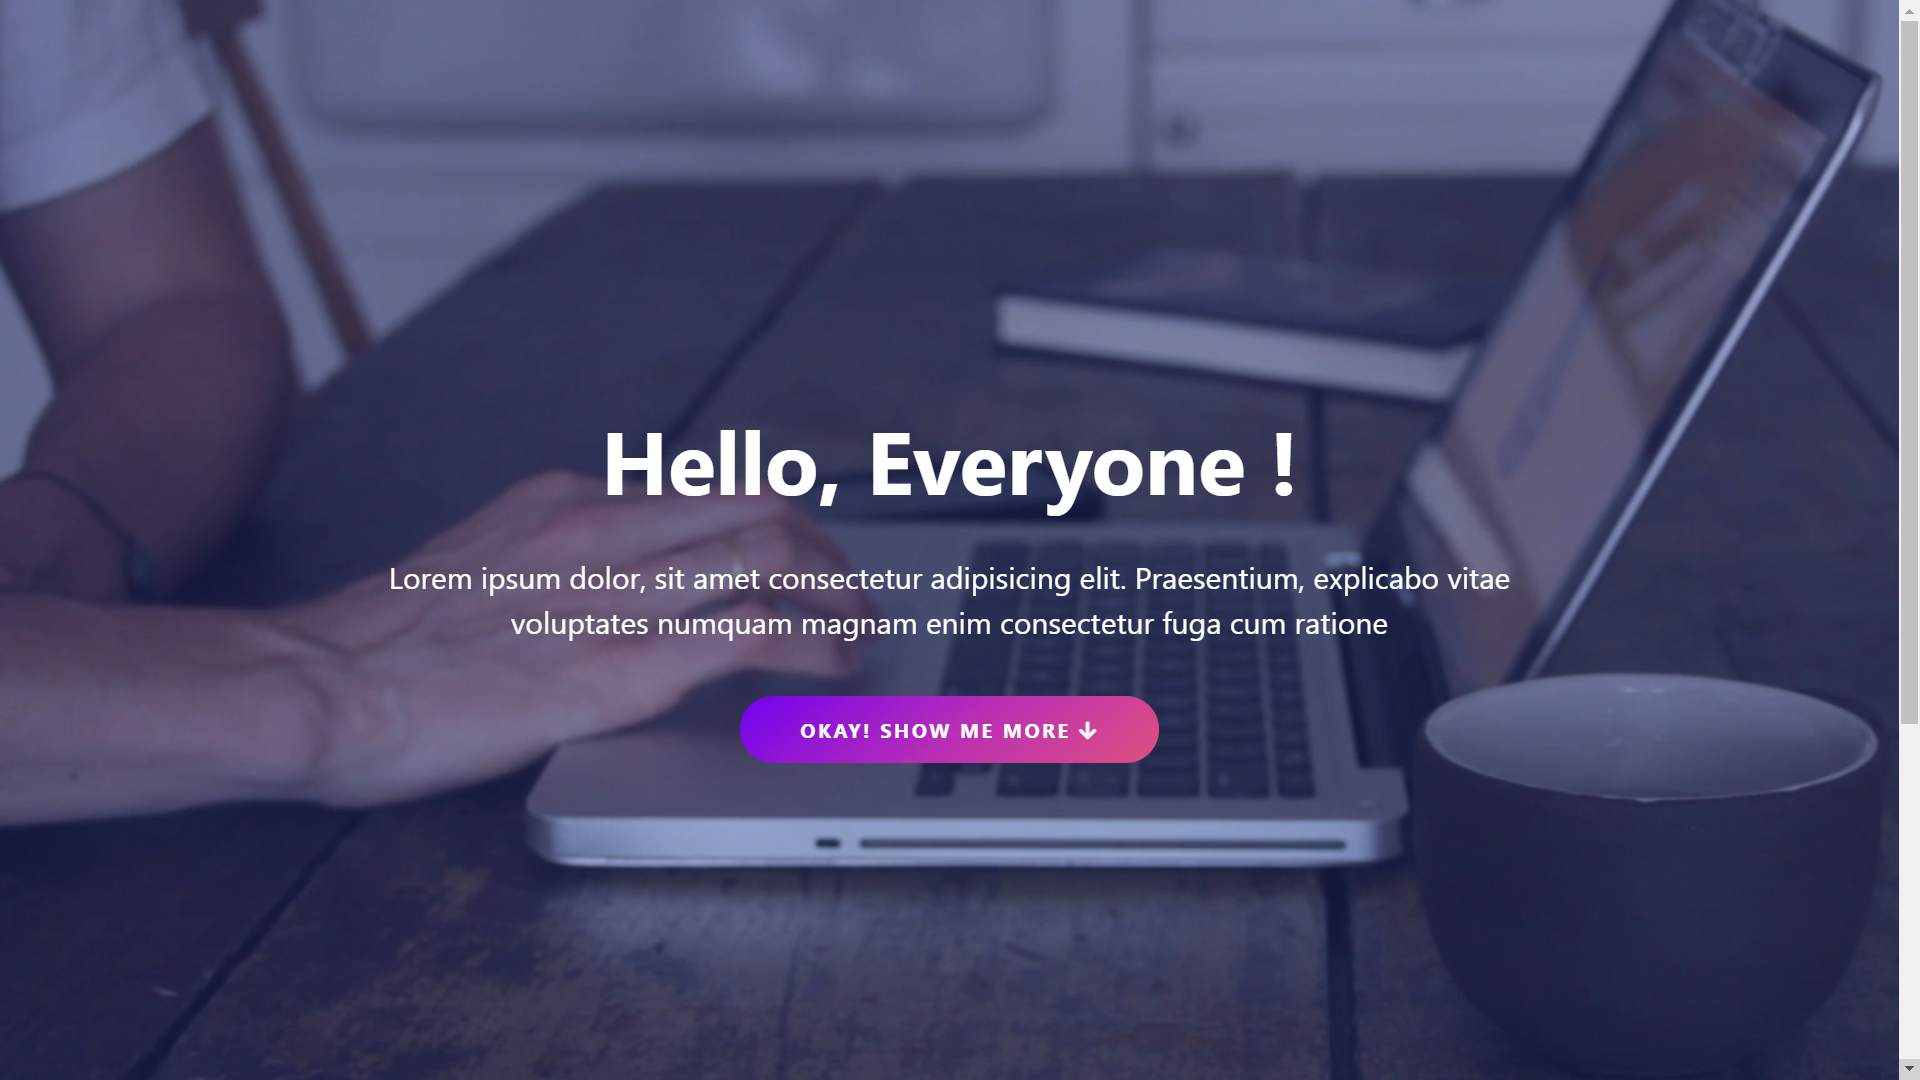 Hello, Everyone !
Lorem ipsum dolor, sit amet consectetur adipisicing elit. Praesentium, explicabo vitae
voluptates numquam magnam enim consectetur fuga cum ratione
OKAY! SHOW ME MORE